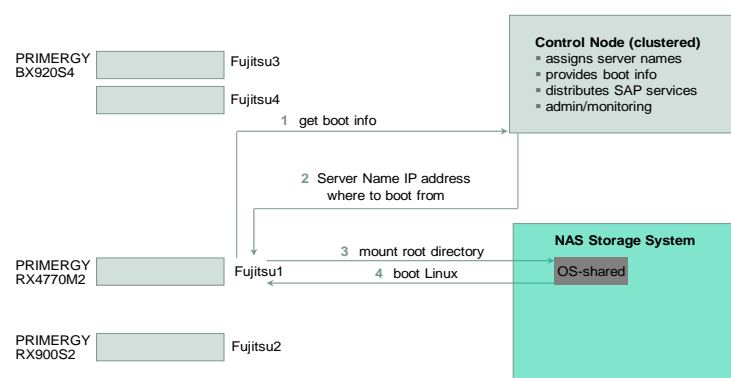 PRIMERGY
BX920S4
Fujitsu3
Fujitsu4
Control Node (clustered)
▪ assigns server names
▪ provides boot info
▪ distributes SAP services
▪ admin/monitoring
1 get boot info
2 Server Name IP address
where to boot from
NAS Storage System
3 mount root directory
PRIMERGY
RX4770M2
Fujitsu1
OS-shared
4 boot Linux
PRIMERGY
RX900S2
Fujitsu2